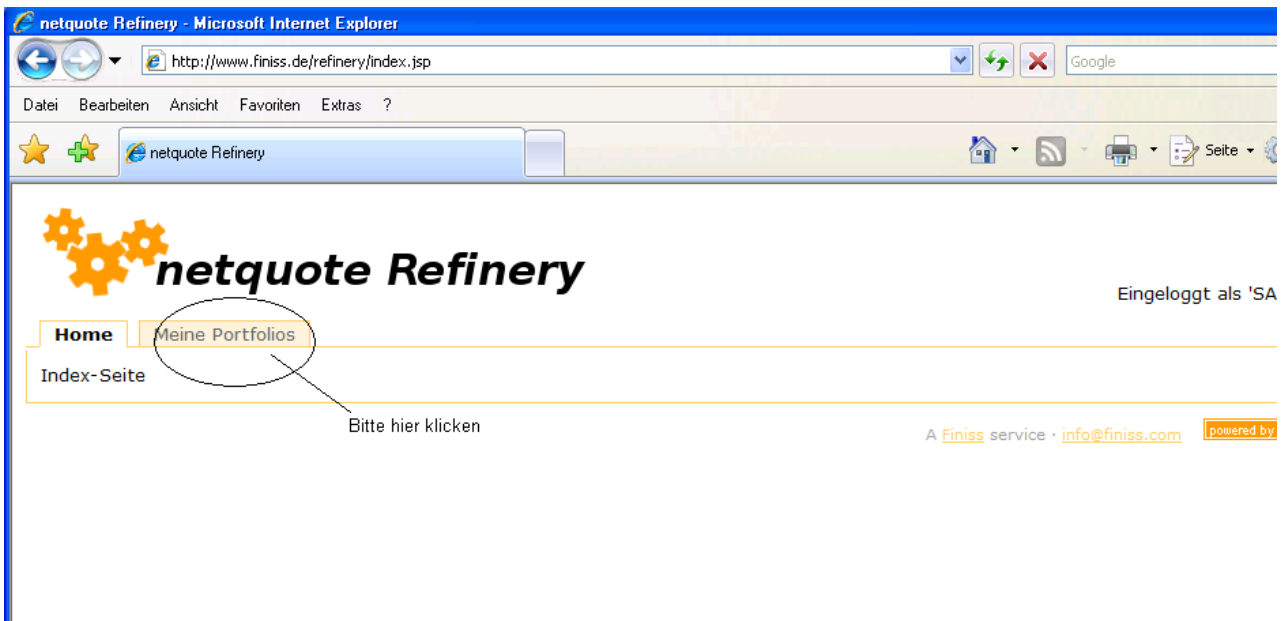 netquote Refinery - Microsoft Internet Explorer
http://www.finiss.de/refinery/index.jsp
Google
Datei Bearbeiten Ansicht Favoriten Extras ?
netquote Refinery
Seite
netquote Refinery
Eingeloggt als 'SA
Home Meine Portfolios
Index-Seite
Bitte hier klicken
A Finiss service · info@finiss.com powered by